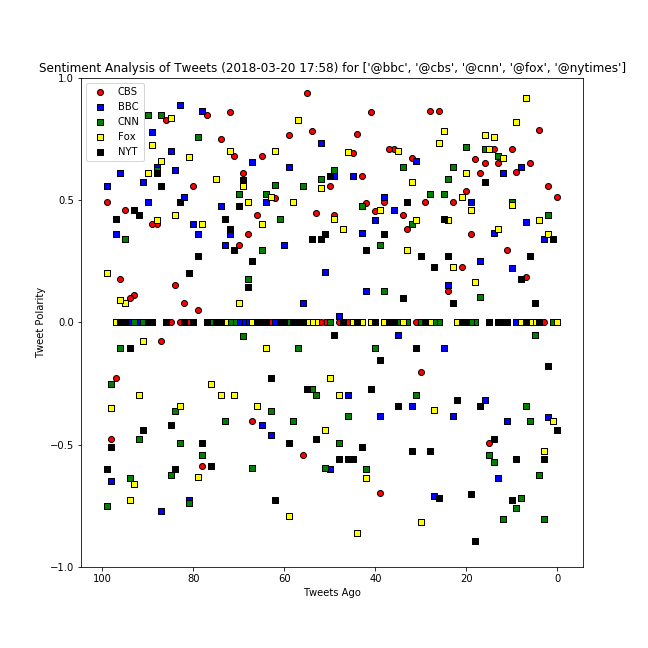 Sentiment Analysis of Tweets (2018-03-20 17:58) for ['@bbc', '@cbs', '@cnn', '@fox', '@nytimes']
CBS
BBC
CNN
Fox
NYT
Tweet Polarity
1.0
0.5
0.0
−0.5
−1.0
100 80 60 40 20 0
Tweets Ago